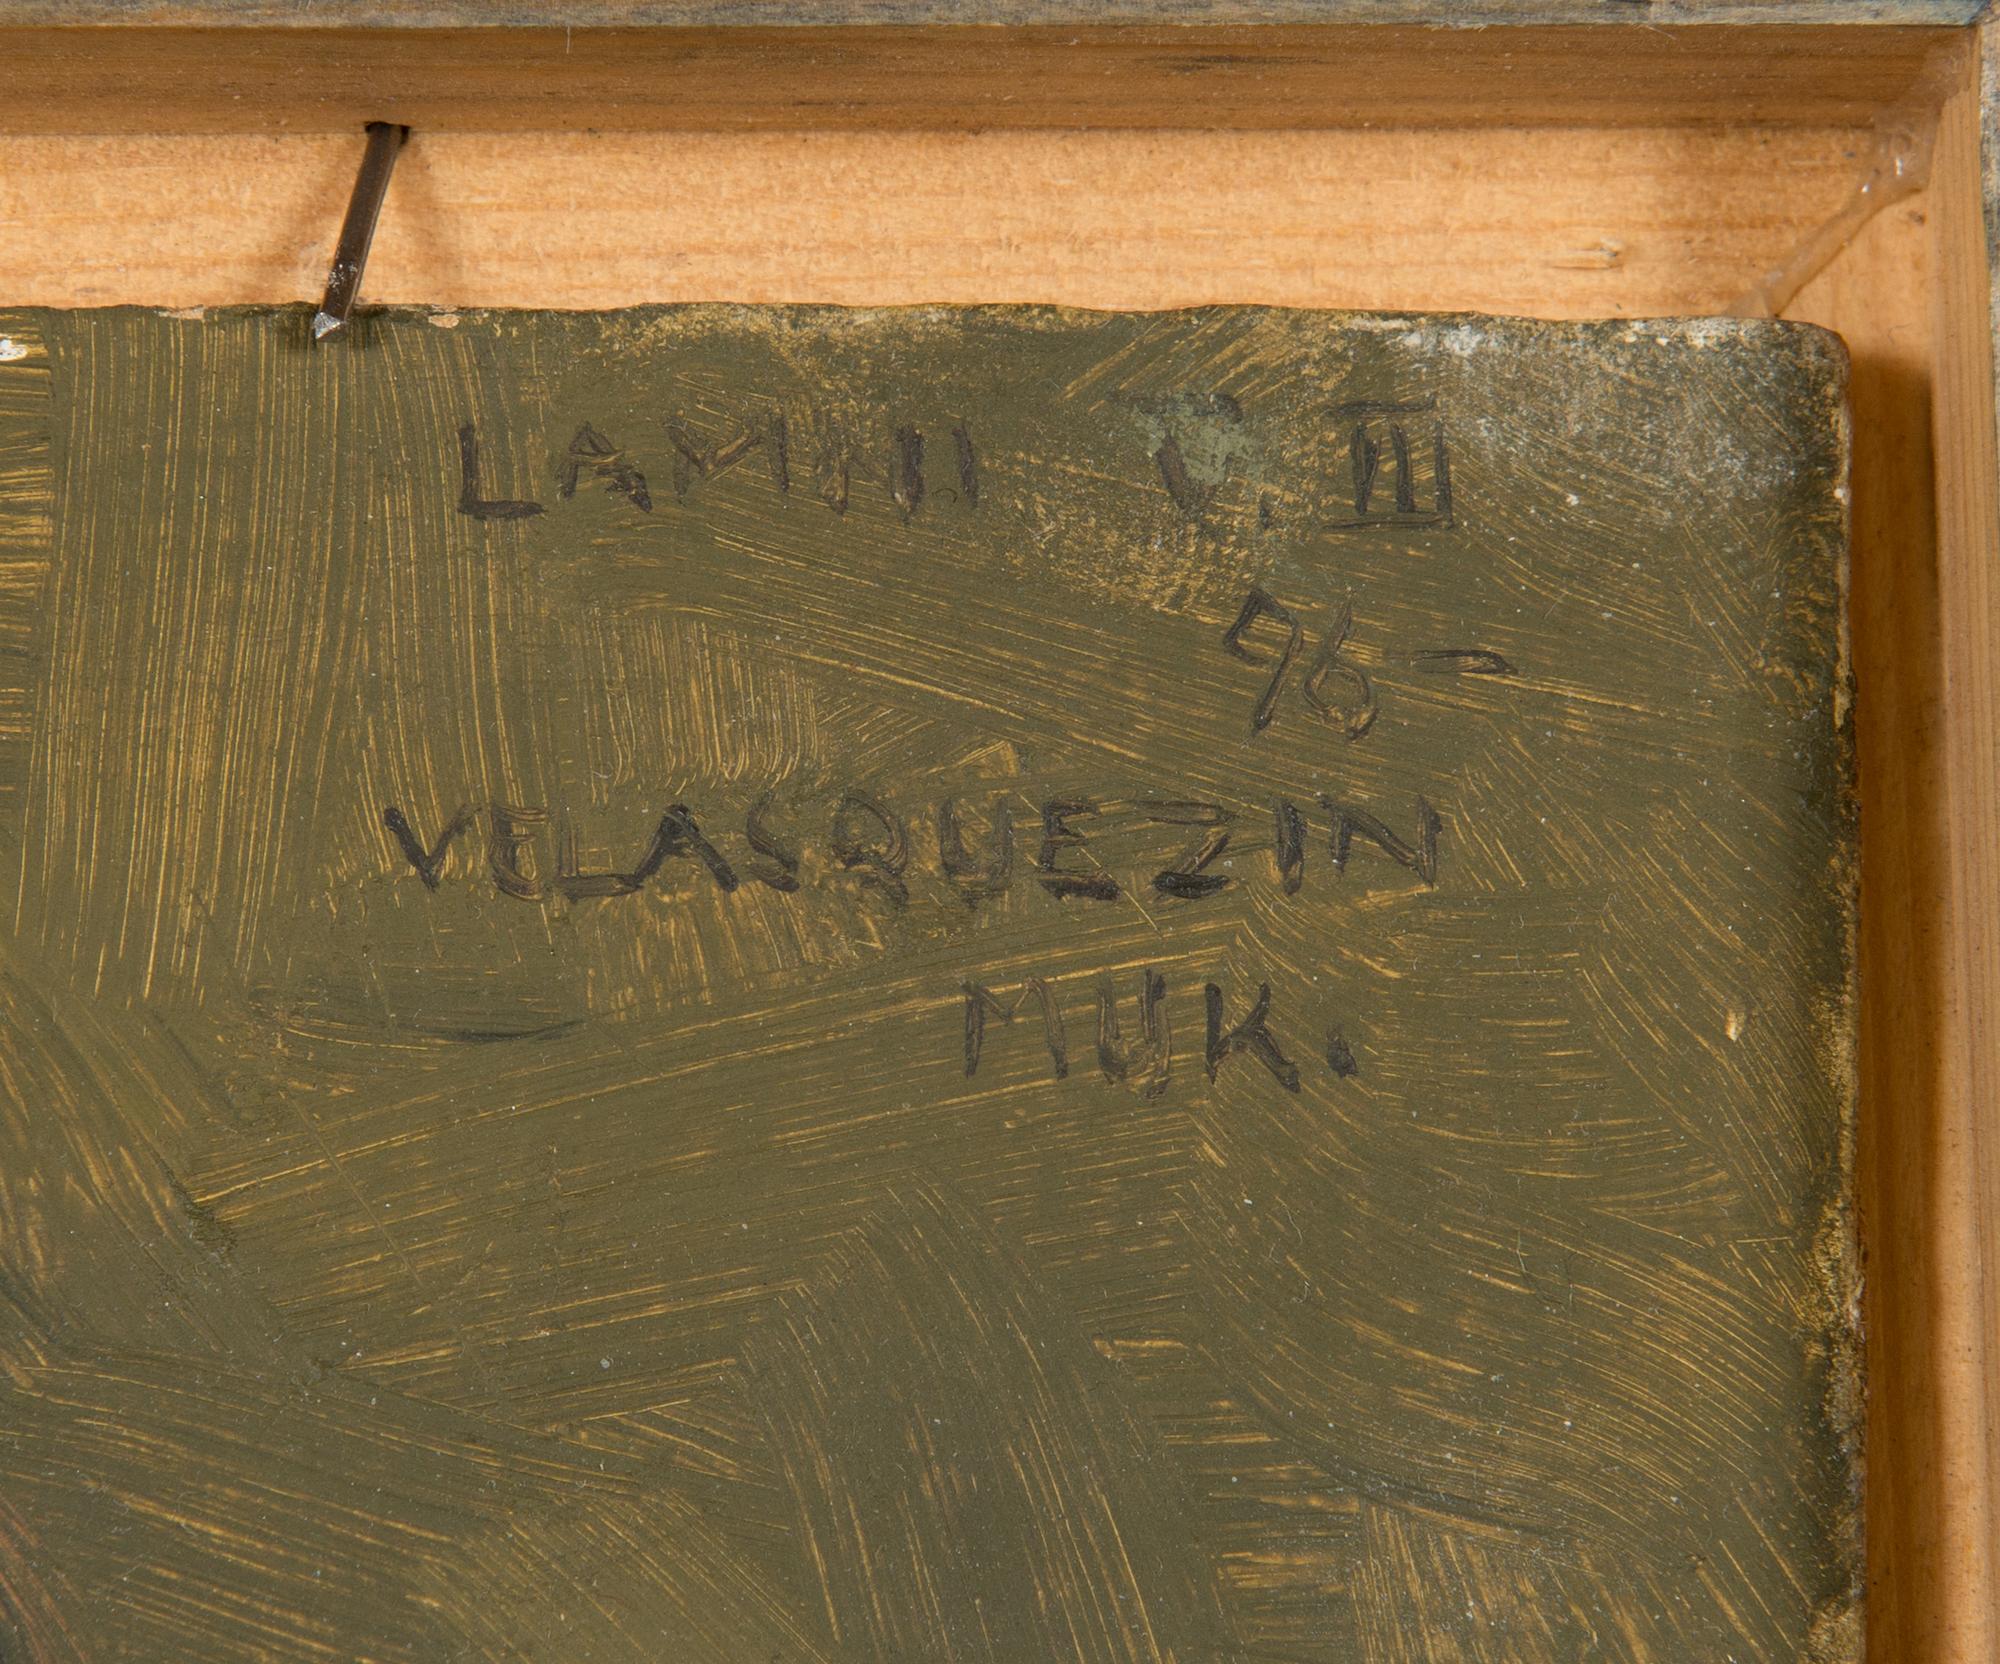 LAMMI V. III
96 –
VELASQUEZIN
MUK.